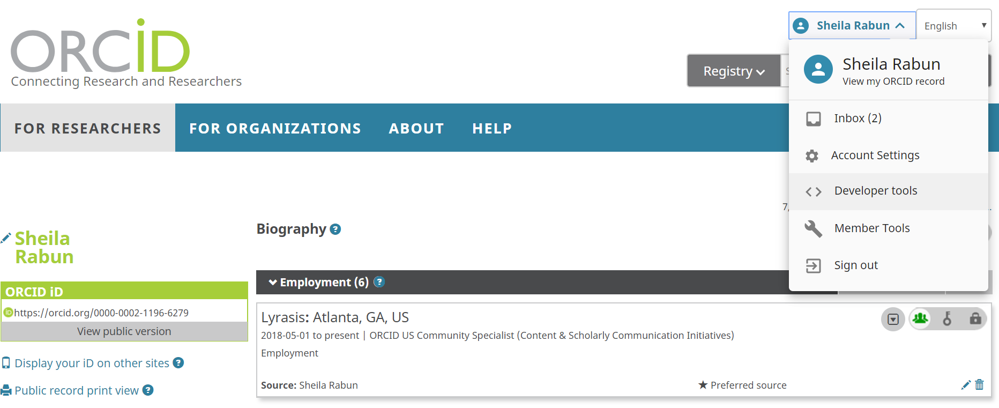 ORCID
Connecting Research and Researchers
Sheila Rabun
English
Registry
Sheila Rabun
View my ORCID record
Inbox (2)
Account Settings
Developer tools
Member Tools
Sign out
FOR RESEARCHERS
FOR ORGANIZATIONS
ABOUT
HELP
Sheila
Rabun
ORCID iD
iD https://orcid.org/0000-0002-1196-6279
View public version
Display your iD on other sites ?
Public record print view ?
Biography ?
Employment (6) ?
Lyrasis: Atlanta, GA, US
2018-05-01 to present | ORCID US Community Specialist (Content & Scholarly Communication Initiatives)
Employment
Source: Sheila Rabun
★ Preferred source